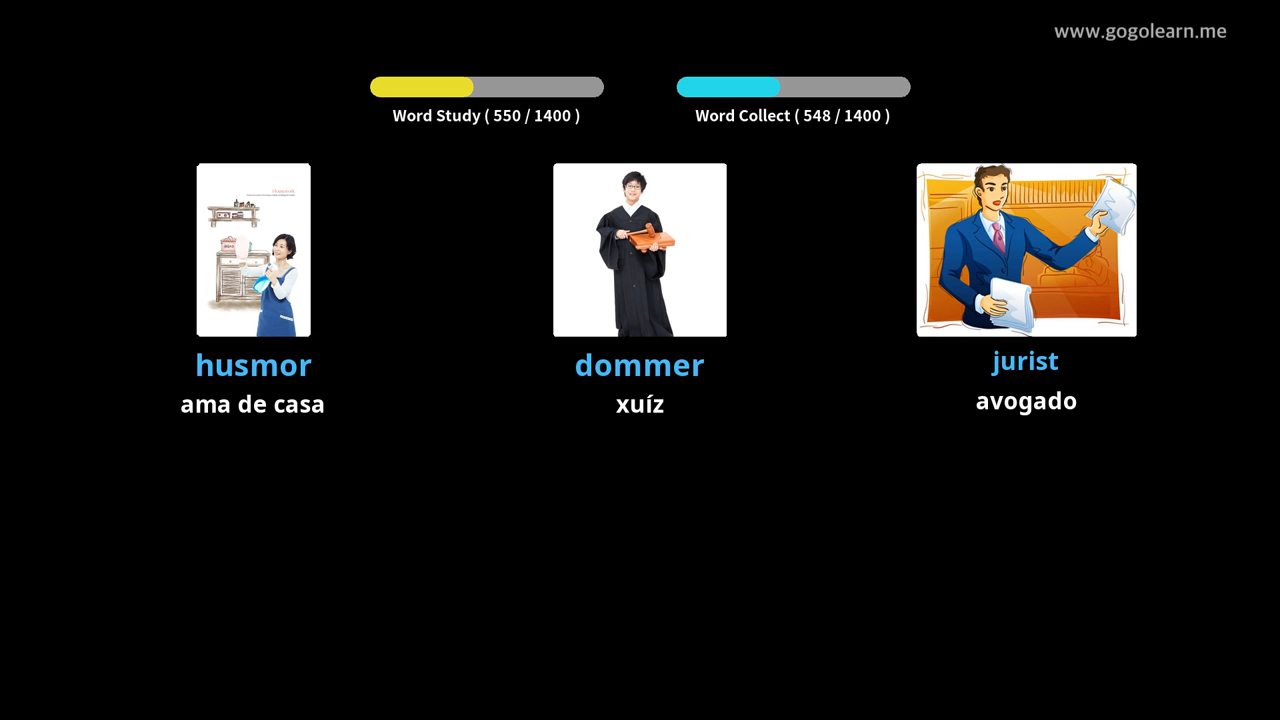 www.gogolearn.me
Word Study ( 550 / 1400 )
Word Collect ( 548 / 1400 )
husmor
dommer
jurist
ama de casa
xuíz
avogado